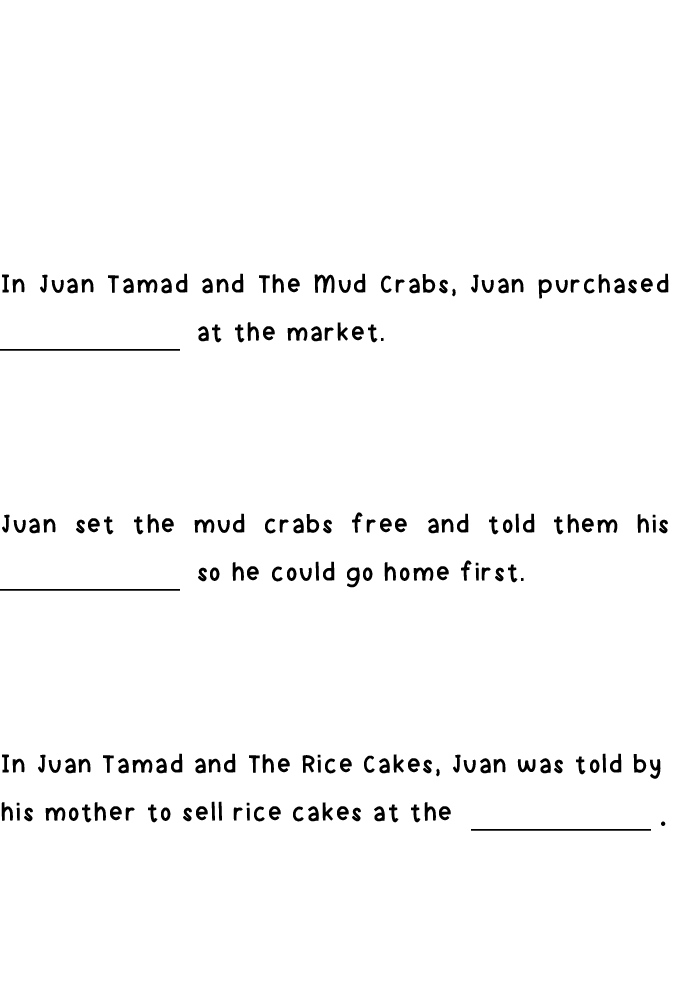 In Juan Tamad and The Mud Crabs, Juan purchased
____________ at the market.
Juan set the mud crabs free and told them his
____________ so he could go home first.
In Juan Tamad and The Rice Cakes, Juan was told by
his mother to sell rice cakes at the ____________ .